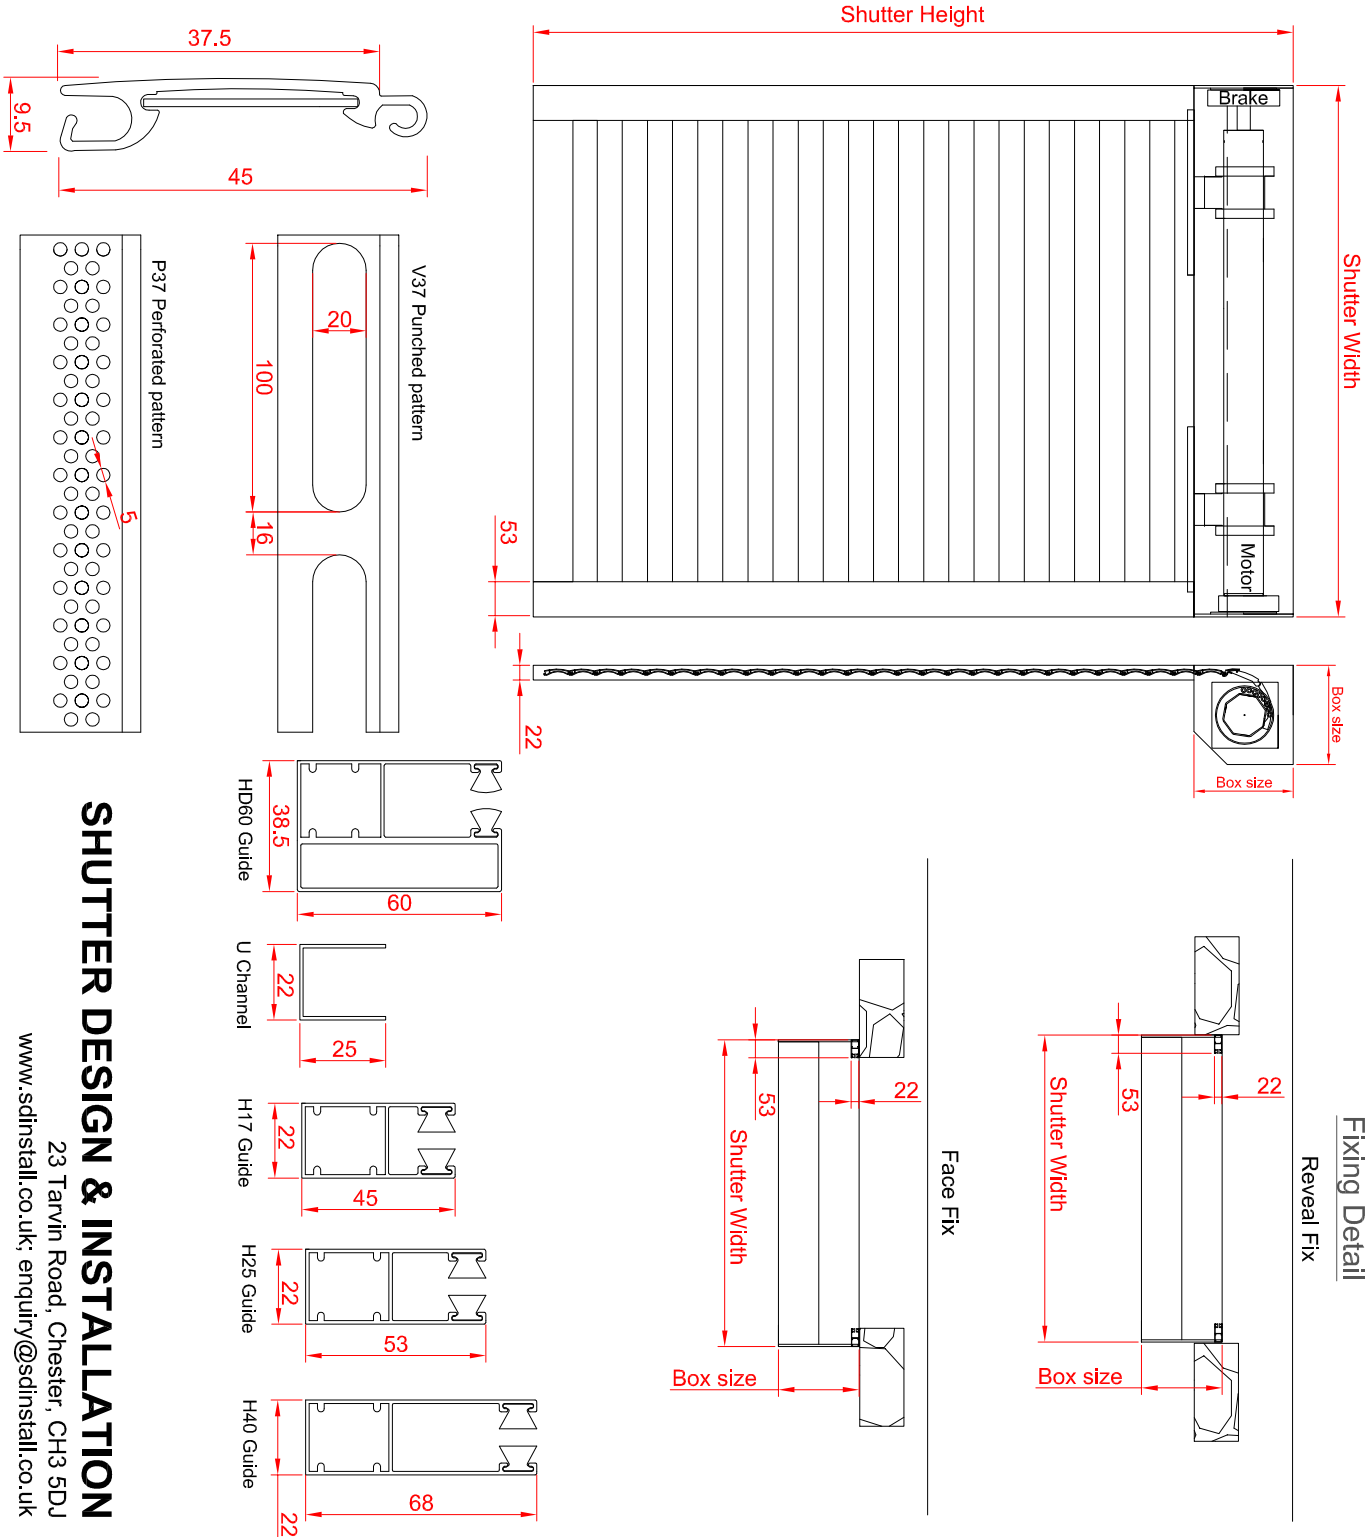 Shutter Height
Shutter Width
Brake
Motor
53
22
Box size
Box size
37.5
9.5
45
V37 Punched pattern
20
100
16
P37 Perforated pattern
5
Fixing Detail
Reveal Fix
22
53
Shutter Width
Box size
Face Fix
22
53
Shutter Width
Box size
HD60 Guide
38.5
60
U Channel
22
25
H17 Guide
22
45
H25 Guide
22
53
H40 Guide
22
68
SHUTTER DESIGN & INSTALLATION
23 Tarvin Road, Chester, CH3 5DJ
www.sdinstall.co.uk; enquiry@sdinstall.co.uk